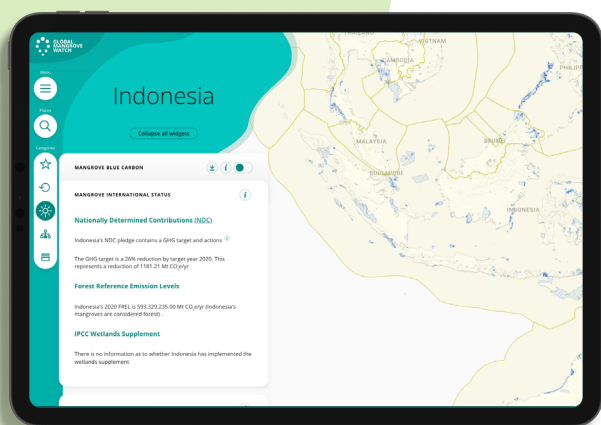 GLOBAL
MANGROVE
WATCH
Menu
Places
Categories
Indonesia
Collapse all widgets
MANGROVE BLUE CARBON
MANGROVE INTERNATIONAL STATUS
Nationally Determined Contributions (NDC)
Indonesia's NDC pledge contains a GHG target and actions
The GHG target is a 26% reduction by target year 2020. This
represents a reduction of 1181.21 Mt CO₂e/yr
Forest Reference Emission Levels
Indonesia's 2020 FREL is 593,329,235.00 Mt CO₂e/yr (Indonesia's
mangroves are considered forest) .
IPCC Wetlands Supplement
There is no information as to whether Indonesia has implemented the
wetlands supplement
THAILAND
VIETNAM
CAMBODIA
PHILIPP
MALAYSIA
BRUNEI
SINGAPORE
INDONESIA